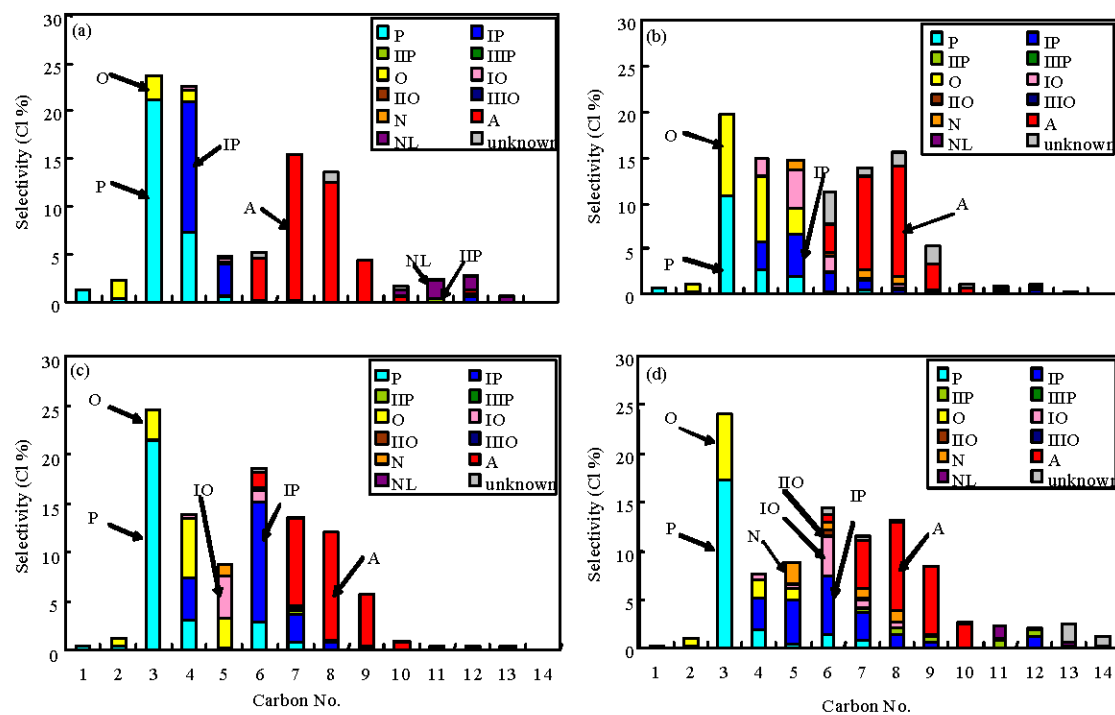 (a)
30
25
20
15
10
5
0
Selectivity (Cl %)
P IP
IIP IIIP
O IO
IIO IIIO
N A
NL unknown
O
IP
P
A
NL IIP
(b)
30
25
20
15
10
5
0
Selectivity (Cl %)
P IP
IIP IIIP
O IO
IIO IIIO
N A
NL unknown
O
IP
P
A
(c)
30
25
20
15
10
5
0
Selectivity (Cl %)
P IP
IIP IIIP
O IO
IIO IIIO
N A
NL unknown
O
IO
IP
P
A
1 2 3 4 5 6 7 8 9 10 11 12 13 14
Carbon No.
(d)
30
25
20
15
10
5
0
Selectivity (Cl %)
P IP
IIP IIIP
O IO
IIO IIIO
N A
NL unknown
O
IIO
IO
IP
N
P
A
1 2 3 4 5 6 7 8 9 10 11 12 13 14
Carbon No.